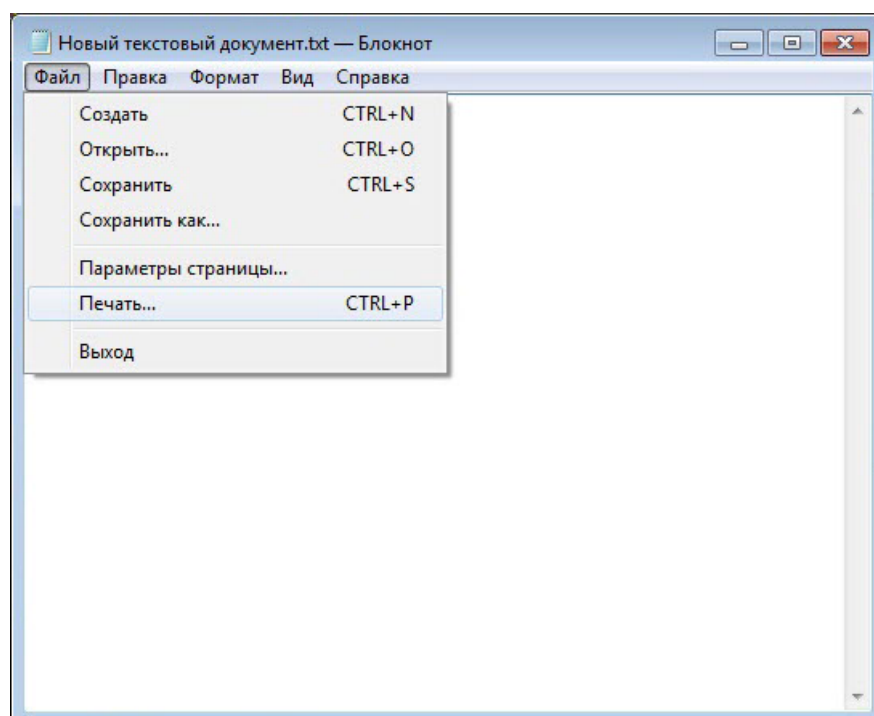 Новый текстовый документ.txt — Блокнот
Файл Правка Формат Вид Справка
Создать CTRL+N
Открыть... CTRL+O
Сохранить CTRL+S
Сохранить как...
Параметры страницы...
Печать... CTRL+P
Выход